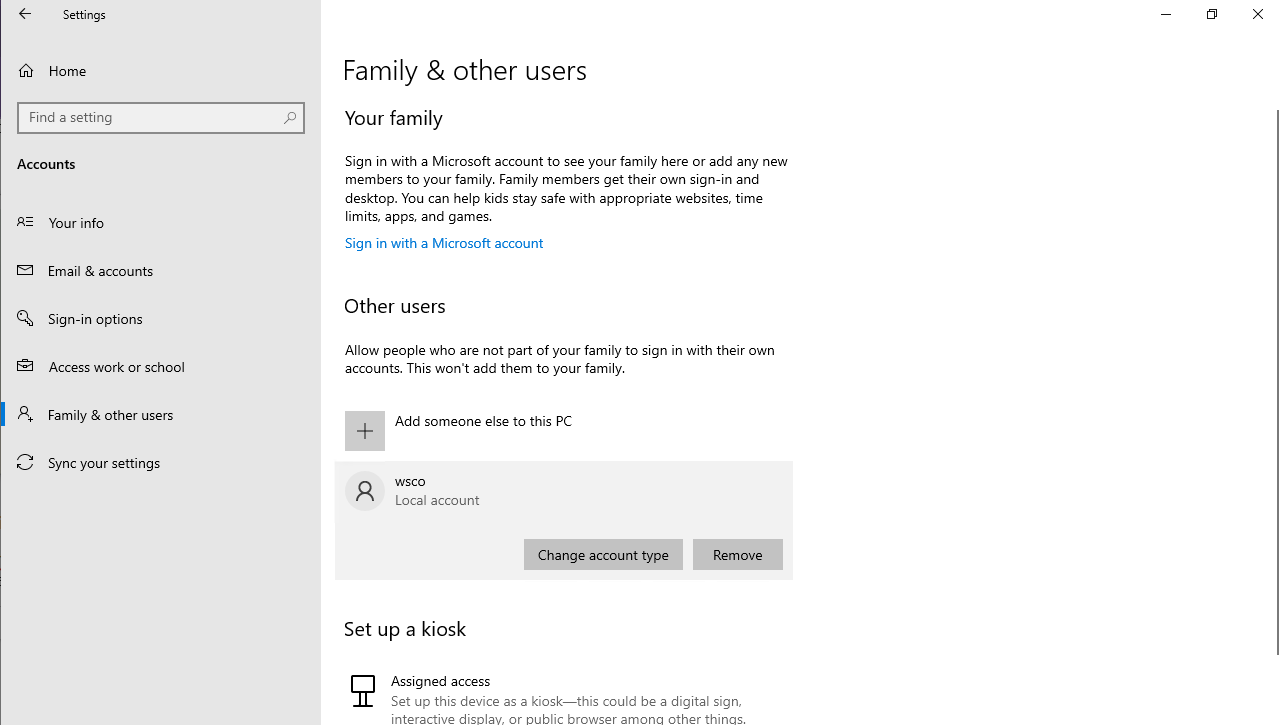 Settings
Home
Find a setting
Accounts
Your info
Email & accounts
Sign-in options
Access work or school
Family & other users
Sync your settings
Family & other users
Your family
Sign in with a Microsoft account to see your family here or add any new
members to your family. Family members get their own sign-in and
desktop. You can help kids stay safe with appropriate websites, time
limits, apps, and games.
Sign in with a Microsoft account
Other users
Allow people who are not part of your family to sign in with their own
accounts. This won't add them to your family.
Add someone else to this PC
wsco
Local account
Change account type
Remove
Set up a kiosk
Assigned access
Set up this device as a kiosk—this could be a digital sign,
interactive display, or public browser among other things.